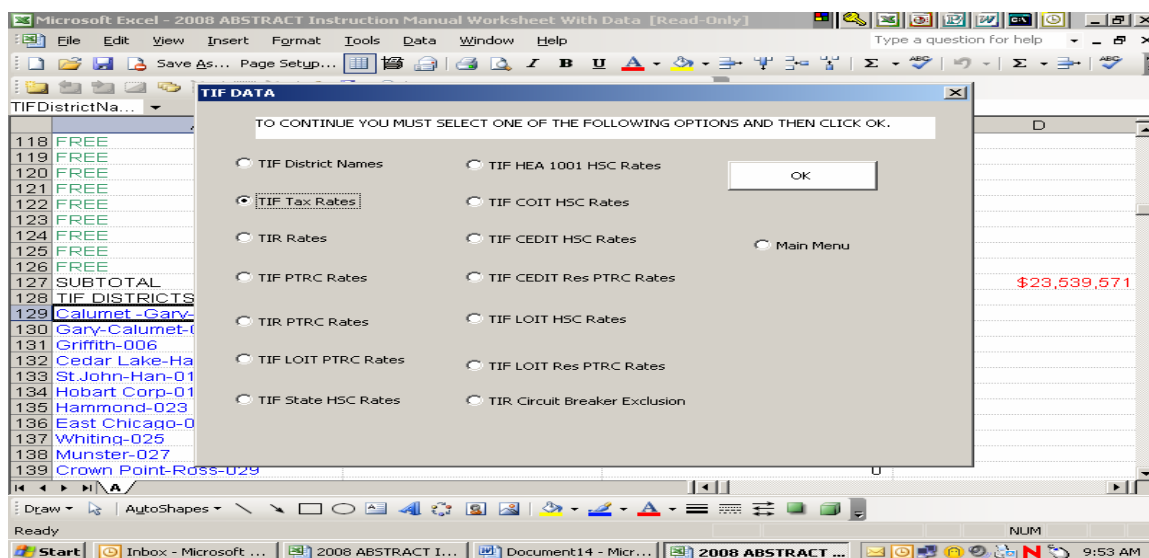 Microsoft Excel - 2008 ABSTRACT Instruction Manual Worksheet With Data [Read-Only]
File Edit View Insert Format Tools Data Window Help Type a question for help
Save As... Page Setup...
TIFDistrictNa...
TIF DATA
TO CONTINUE YOU MUST SELECT ONE OF THE FOLLOWING OPTIONS AND THEN CLICK OK.
TIF District Names TIF HEA 1001 HSC Rates OK
TIF Tax Rates TIF COIT HSC Rates
TIR Rates TIF CEDIT HSC Rates Main Menu
TIF PTRC Rates TIF CEDIT Res PTRC Rates
TIR PTRC Rates TIF LOIT HSC Rates
TIF LOIT PTRC Rates TIF LOIT Res PTRC Rates
TIF State HSC Rates TIR Circuit Breaker Exclusion
D
118 FREE
119 FREE
120 FREE
121 FREE
122 FREE
123 FREE
124 FREE
125 FREE
126 FREE
127 SUBTOTAL $23,539,571
128 TIF DISTRICTS
129 Calumet -Gary-
130 Gary-Calumet-
131 Griffith-006
132 Cedar Lake-Ha
133 St.John-Han-01
134 Hobart Corp-01
135 Hammond-023
136 East Chicago-0
137 Whiting-025
138 Munster-027
139 Crown Point-Ross-029 0
A
Draw AutoShapes
Ready NUM
Start Inbox - Microsoft ... 2008 ABSTRACT I... Document14 - Micr... 2008 ABSTRACT ... 9:53 AM